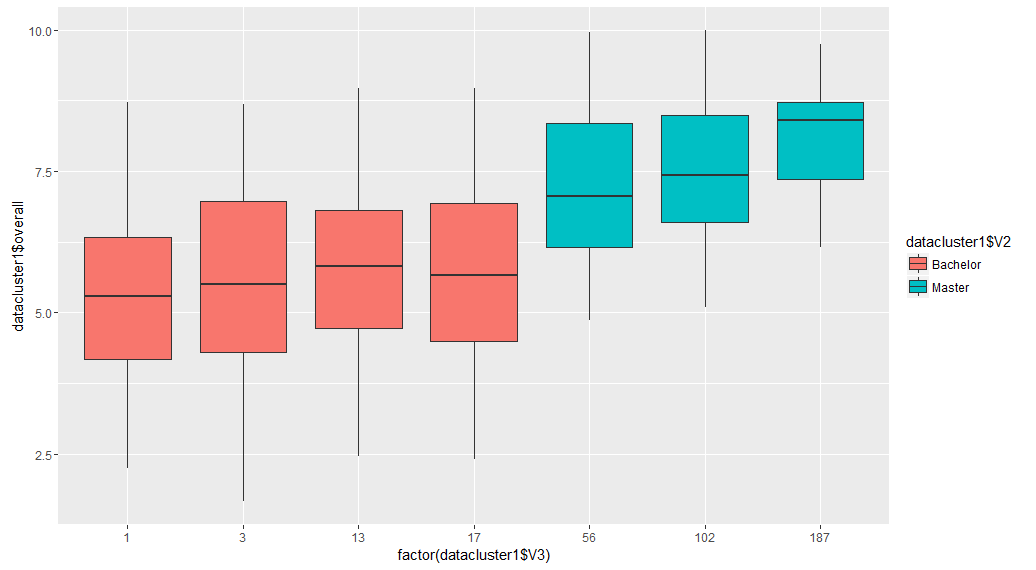 datacluster1$overall
10.0
7.5
5.0
2.5
1 3 13 17 56 102 187
factor(datacluster1$V3)
datacluster1$V2
Bachelor
Master